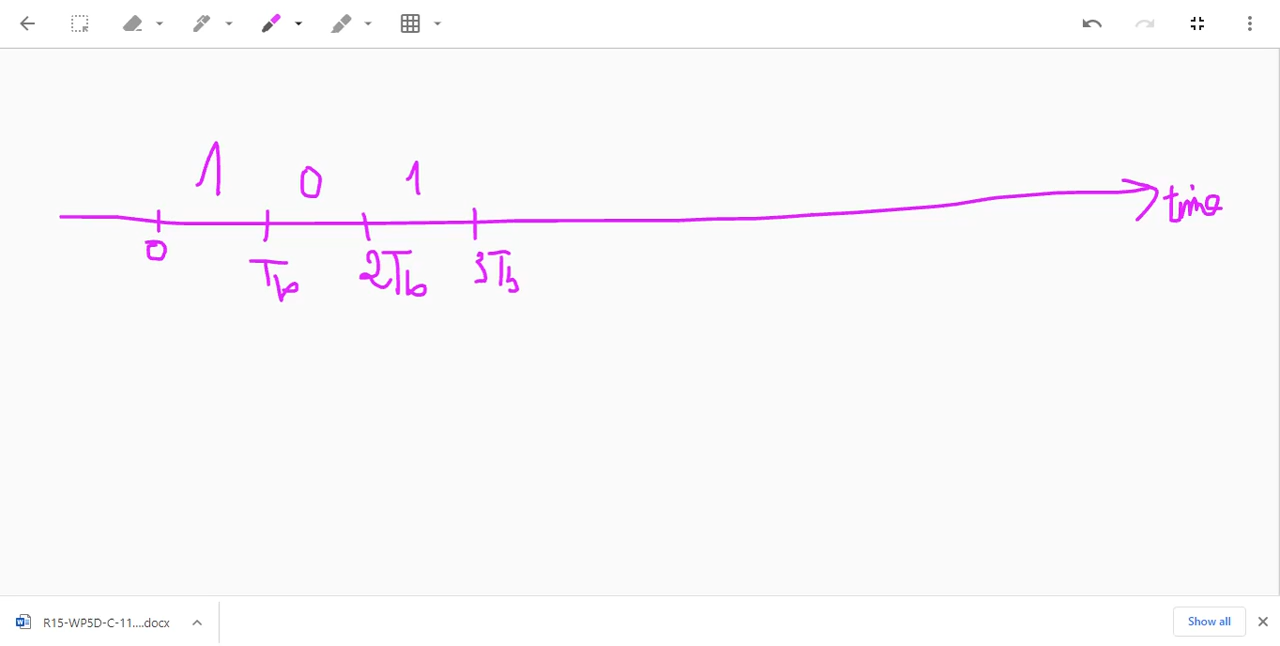 1 0 1
time
0 Tb 2Tb 3Tb
R15-WP5D-C-11....docx
Show all